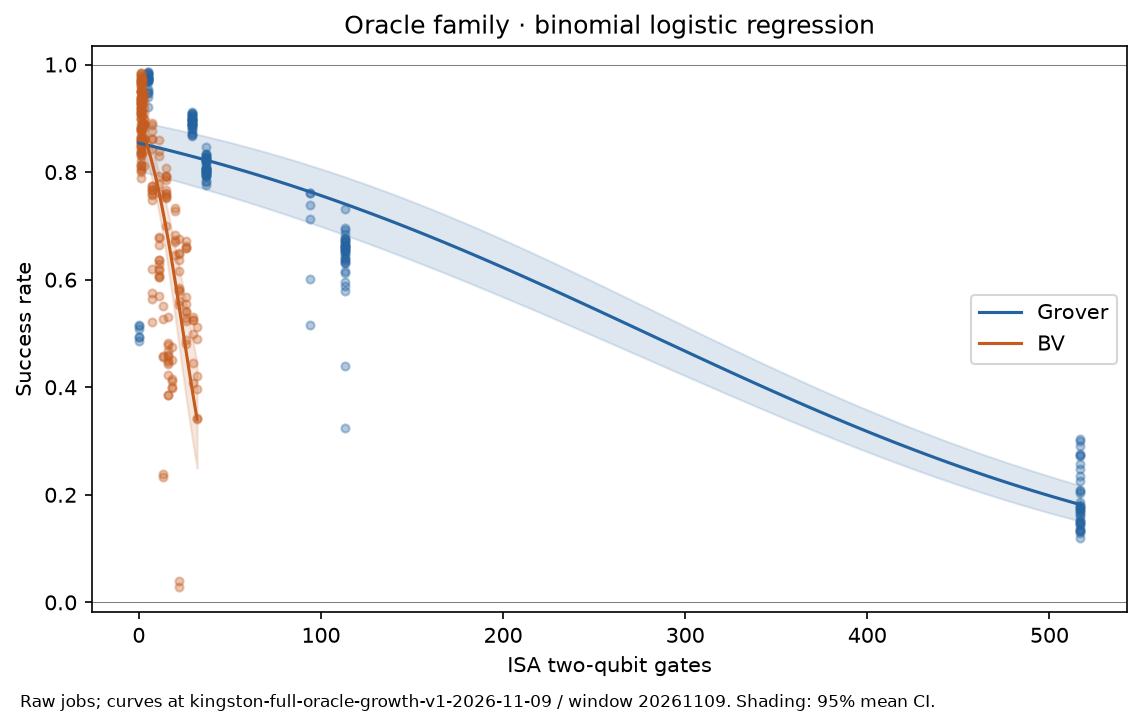 Oracle family · binomial logistic regression
1.0
0.8
0.6
0.4
0.2
0.0
Success rate
Grover
BV
0
100
200
300
400
500
ISA two-qubit gates
Raw jobs; curves at kingston-full-oracle-growth-v1-2026-11-09 / window 20261109. Shading: 95% mean CI.